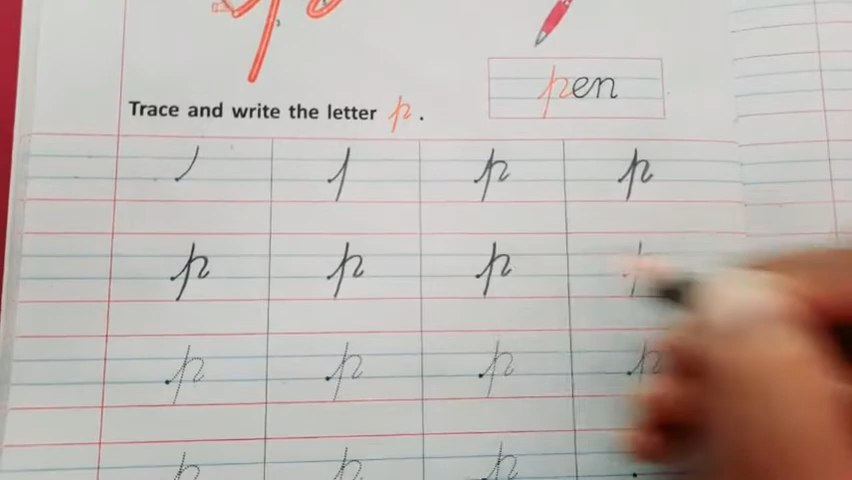 p
pen
Trace and write the letter p.
p p
p p p p
p p p p
p p p